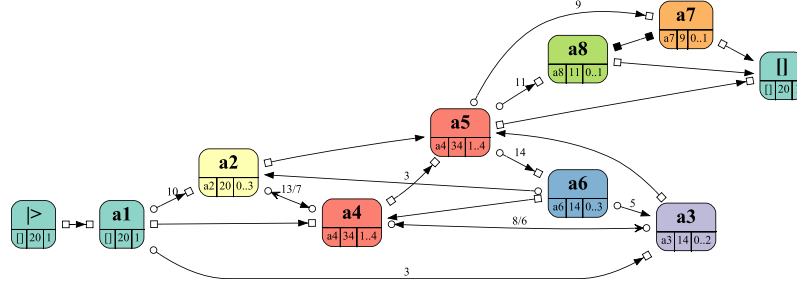 9
a7
a7 9 0..1
a8
a8 11 0..1
[]
[] 20
11
a5
a4 34 1..4
14
a2
a2 20 0..3
3
10
13/7
a6
a6 14 0..3
5
|>
[] 20 1
a1
[] 20 1
a4
a4 34 1..4
8/6
a3
a3 14 0..2
3